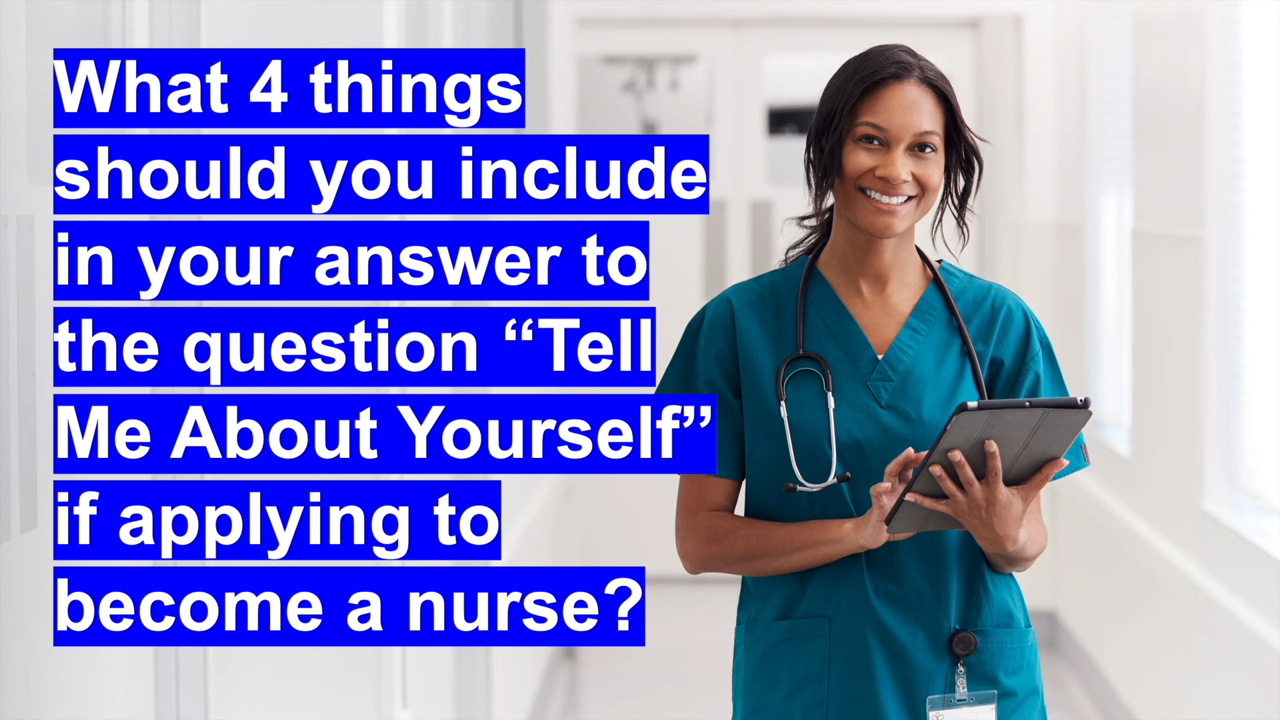 What 4 things
should you include
in your answer to
the question “Tell
Me About Yourself”
if applying to
become a nurse?